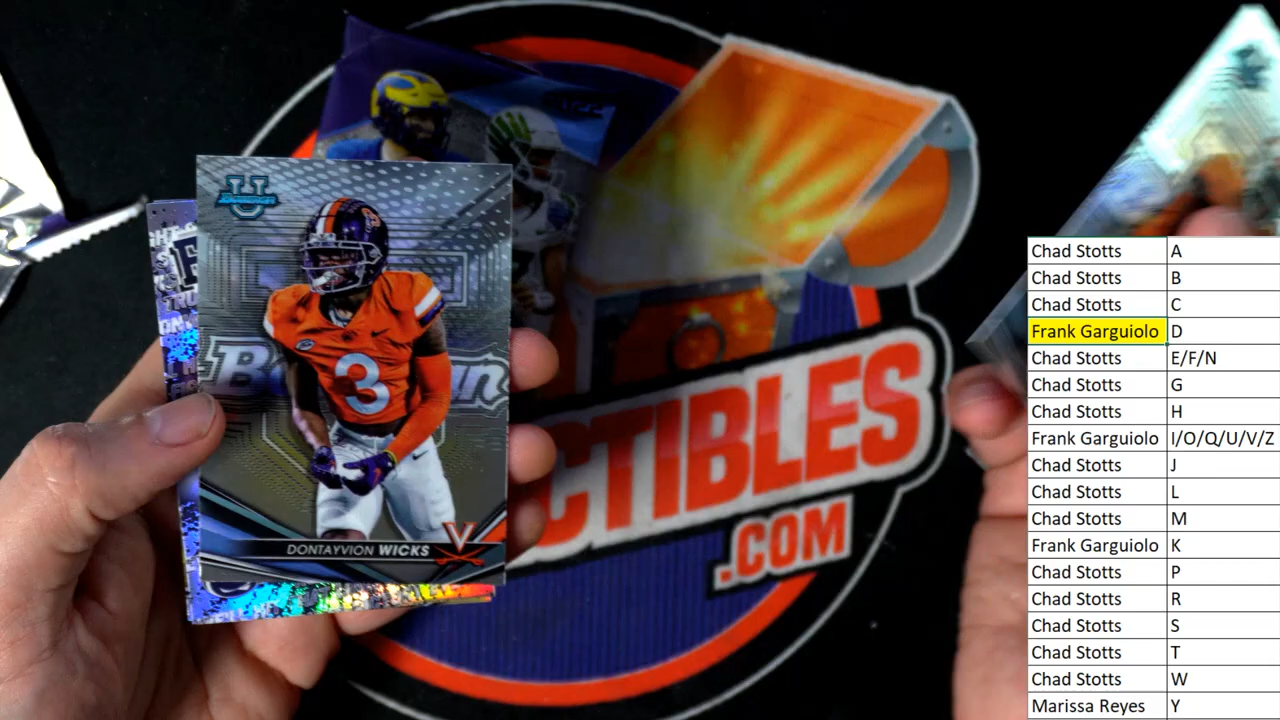 Bowman
U
3
DONTAYVION WICKS
V
CTIBLES
.COM
Chad Stotts A
Chad Stotts B
Chad Stotts C
Frank Garguiolo D
Chad Stotts E/F/N
Chad Stotts G
Chad Stotts H
Frank Garguiolo I/O/Q/U/V/Z
Chad Stotts J
Chad Stotts L
Chad Stotts M
Frank Garguiolo K
Chad Stotts P
Chad Stotts R
Chad Stotts S
Chad Stotts T
Chad Stotts W
Marissa Reyes Y